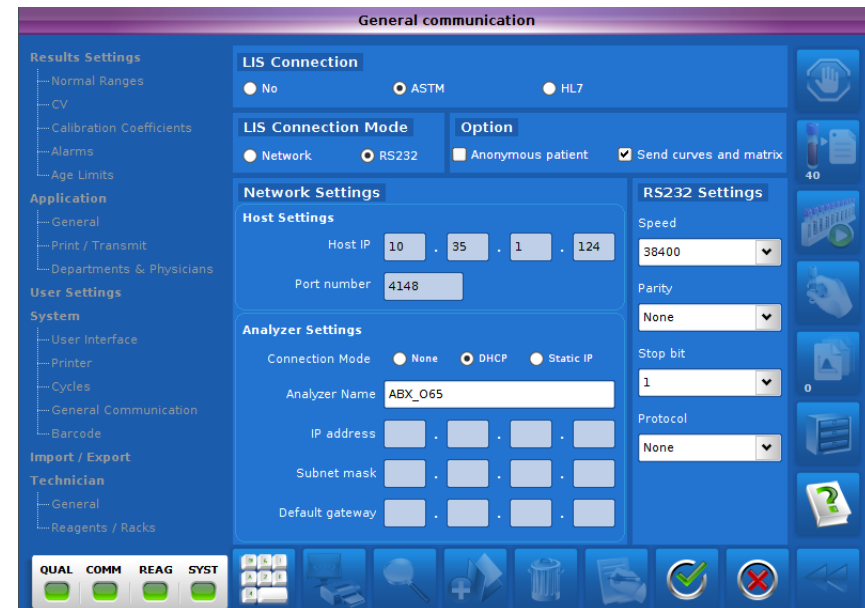 General communication
Results Settings
Normal Ranges
CV
Calibration Coefficients
Alarms
Age Limits
Application
General
Print / Transmit
Departments & Physicians
User Settings
System
User Interface
Printer
Cycles
General Communication
Barcode
Import / Export
Technician
General
Reagents / Racks
QUAL COMM REAG SYST
LIS Connection
No ASTM HL7
LIS Connection Mode
Network RS232
Option
Anonymous patient Send curves and matrix
Network Settings
Host Settings
Host IP 10 . 35 . 1 . 124
Port number 4148
Analyzer Settings
Connection Mode None DHCP Static IP
Analyzer Name ABX_O65
IP address . . .
Subnet mask . . .
Default gateway . . .
RS232 Settings
Speed
38400
Parity
None
Stop bit
1
Protocol
None
40
0